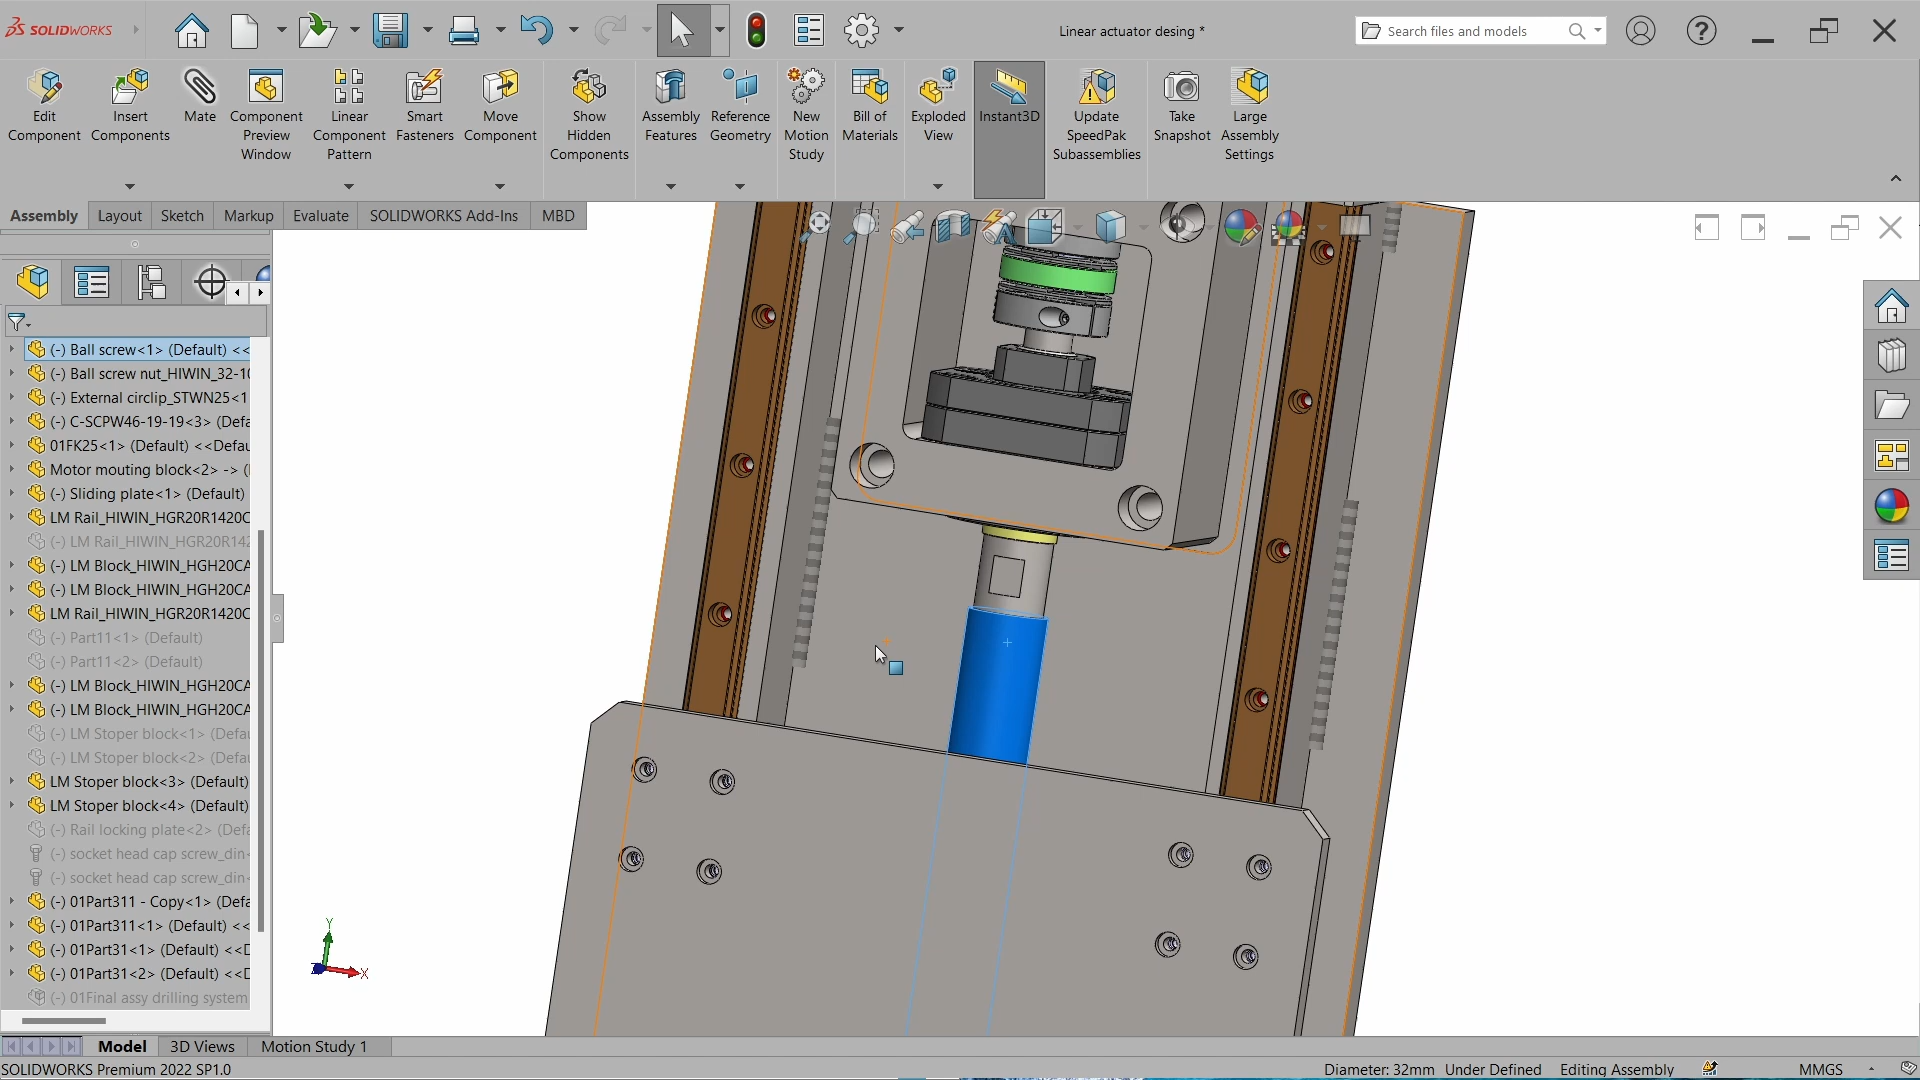 SOLIDWORKS
Linear actuator desing *
Search files and models
Edit Component
Insert Components
Mate
Component Preview Window
Linear Component Pattern
Smart Fasteners
Move Component
Show Hidden Components
Assembly Features
Reference Geometry
New Motion Study
Bill of Materials
Exploded View
Instant3D
Update SpeedPak Subassemblies
Take Snapshot
Large Assembly Settings
Assembly
Layout
Sketch
Markup
Evaluate
SOLIDWORKS Add-Ins
MBD
(-) Ball screw<1> (Default) <<
(-) Ball screw nut_HIWIN_32-10
(-) External circlip_STWN25<1
(-) C-SCPW46-19-19<3> (Defa
01FK25<1> (Default) <<Defau
Motor mouting block<2> -> (
(-) Sliding plate<1> (Default)
LM Rail_HIWIN_HGR20R1420C
(-) LM Rail_HIWIN_HGR20R142
(-) LM Block_HIWIN_HGH20CA
(-) LM Block_HIWIN_HGH20CA
LM Rail_HIWIN_HGR20R1420C
(-) Part11<1> (Default)
(-) Part11<2> (Default)
(-) LM Block_HIWIN_HGH20CA
(-) LM Block_HIWIN_HGH20CA
(-) LM Stoper block<1> (Defau
(-) LM Stoper block<2> (Defau
LM Stoper block<3> (Default)
LM Stoper block<4> (Default)
(-) Rail locking plate<2> (Defa
(-) socket head cap screw_din
(-) socket head cap screw_din
(-) 01Part311 - Copy<1> (Defa
(-) 01Part311<1> (Default) <<
(-) 01Part31<1> (Default) <<D
(-) 01Part31<2> (Default) <<D
(-) 01Final assy drilling system
Y
X
Model
3D Views
Motion Study 1
SOLIDWORKS Premium 2022 SP1.0
Diameter: 32mm
Under Defined
Editing Assembly
MMGS